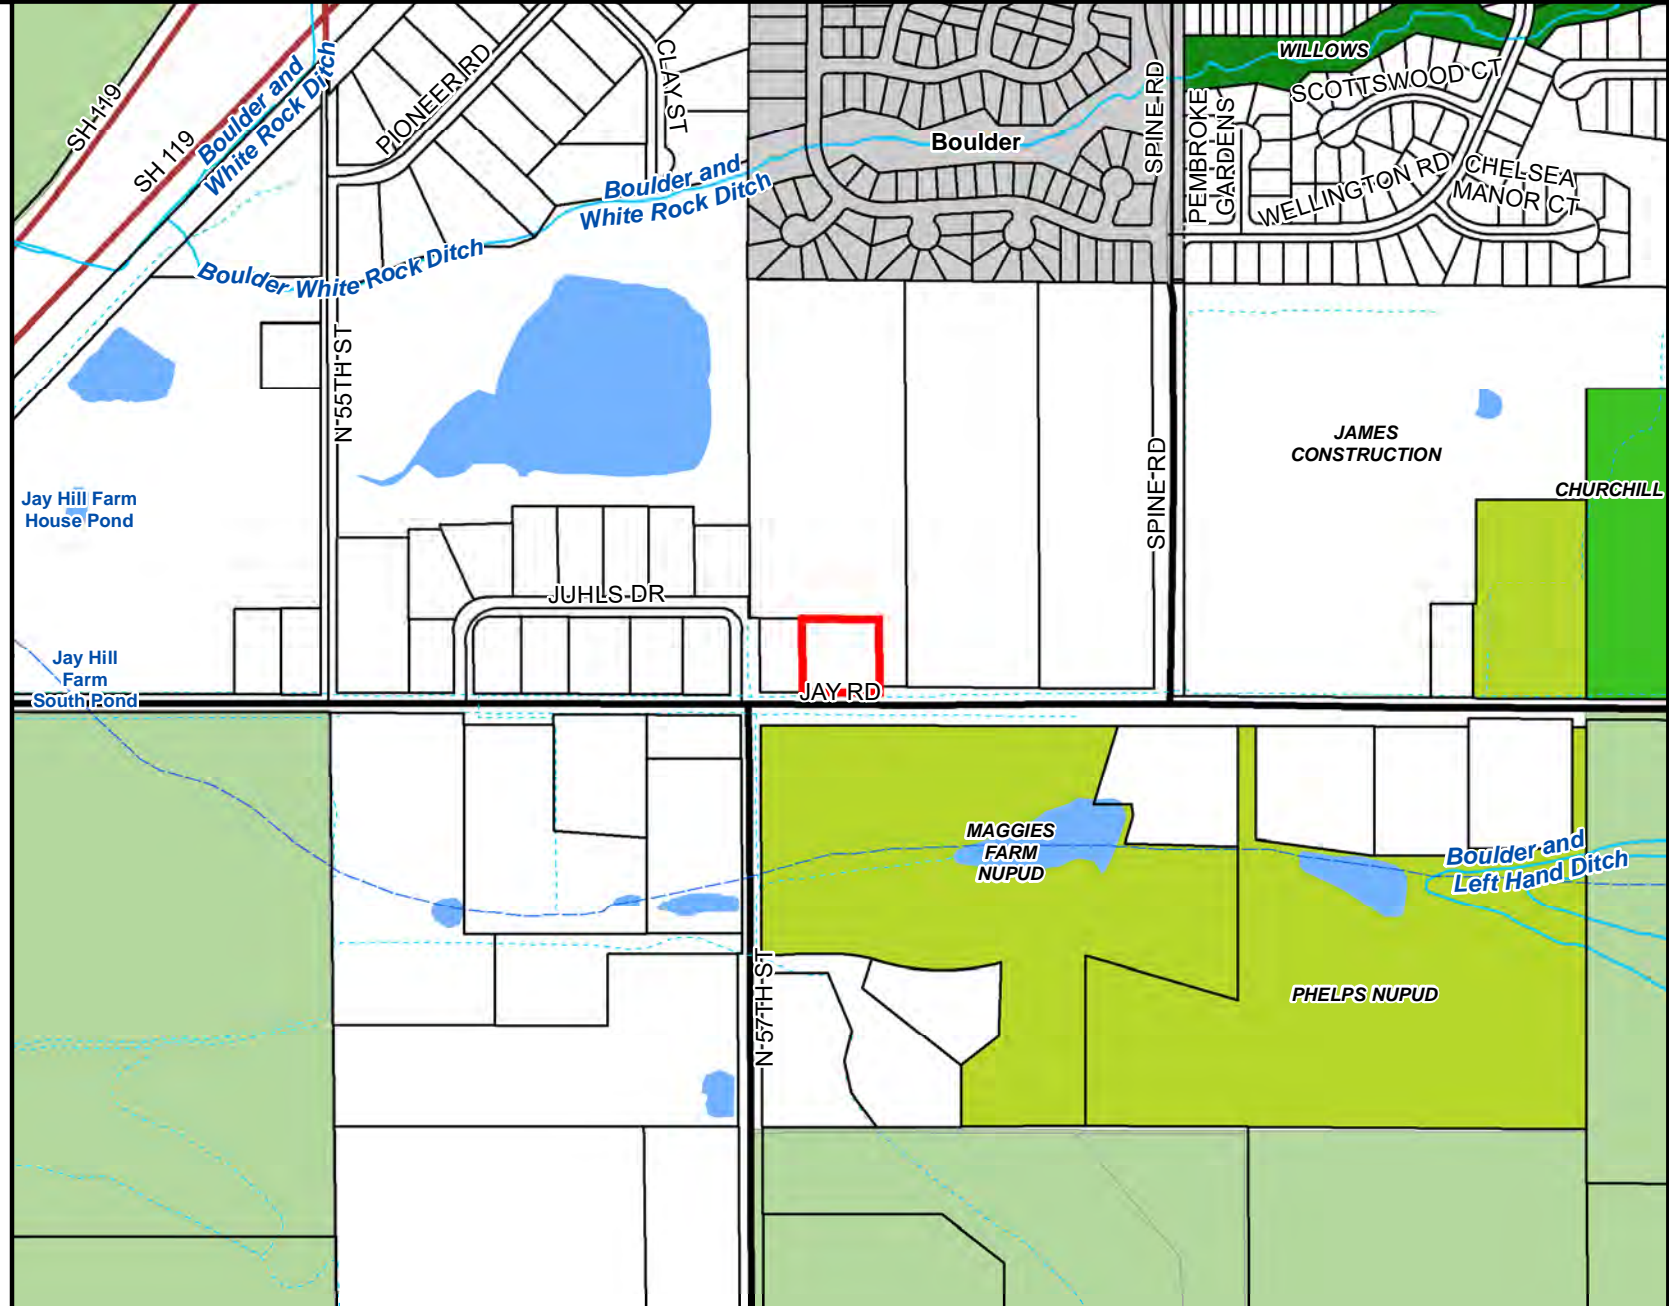 SH 119
SH 119
Boulder and
White Rock Ditch
PIONEER RD
CLAY ST
Boulder
SPINE RD
WILLOWS
SCOTTSWOOD CT
PEMBROKE
GARDENS
WELLINGTON RD
CHELSEA
MANOR CT
Boulder and
White Rock Ditch
Boulder White Rock Ditch
N 55TH ST
JAMES
CONSTRUCTION
SPINE RD
CHURCHILL
Jay Hill Farm
House Pond
JUHLS DR
Jay Hill
Farm
South Pond
JAY RD
MAGGIES
FARM
NUPUD
Boulder and
Left Hand Ditch
N 57TH ST
PHELPS NUPUD